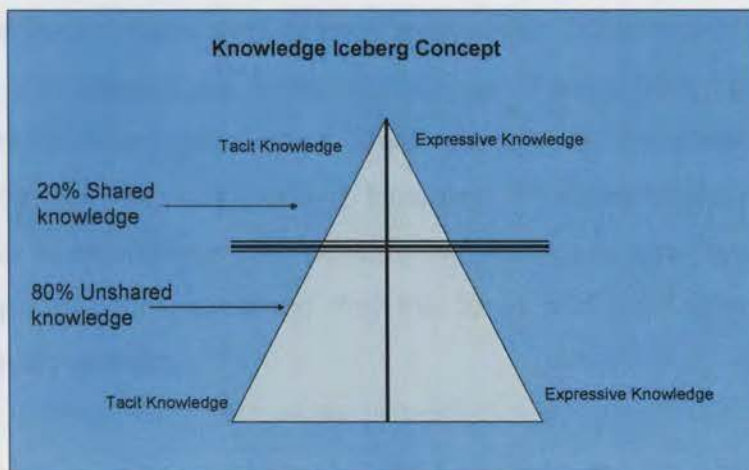 Knowledge Iceberg Concept
Tacit Knowledge
Expressive Knowledge
20% Shared
knowledge
80% Unshared
knowledge
Tacit Knowledge
Expressive Knowledge